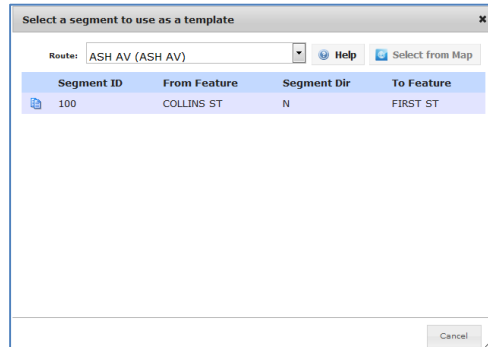 Select a segment to use as a template
Route: ASH AV (ASH AV) Help Select from Map
Segment ID From Feature Segment Dir To Feature
100 COLLINS ST N FIRST ST
Cancel